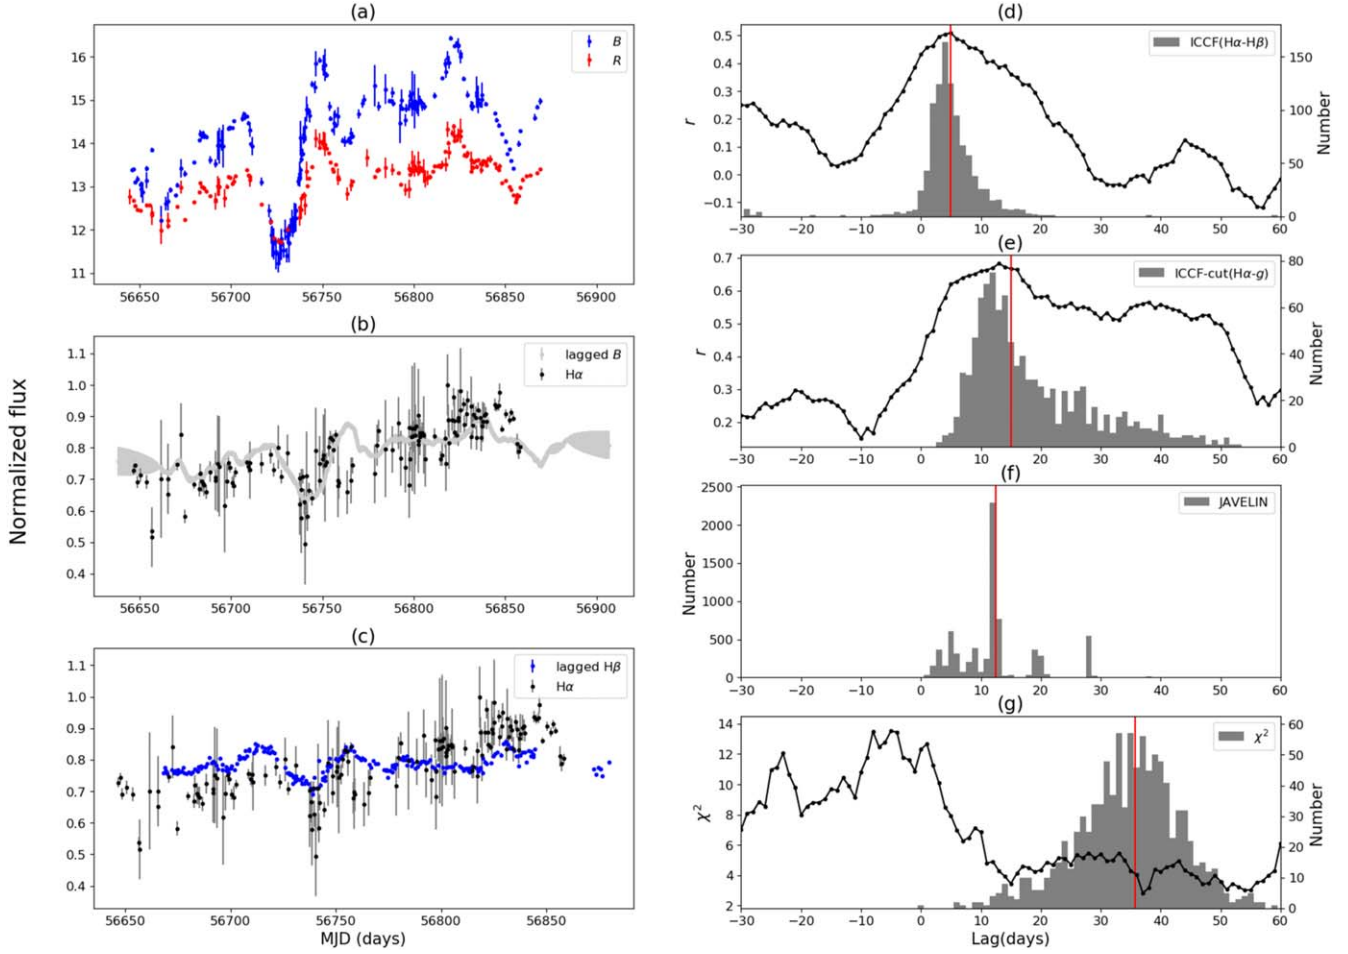 Normalized flux
(a)
B
R
16
15
14
13
12
11
56650 56700 56750 56800 56850 56900
(b)
lagged B
Hα
1.1
1.0
0.9
0.8
0.7
0.6
0.5
0.4
56650 56700 56750 56800 56850 56900
(c)
lagged Hβ
Hα
1.1
1.0
0.9
0.8
0.7
0.6
0.5
0.4
56650 56700 56750 56800 56850
MJD (days)
(d)
ICCF(Hα-Hβ)
r
0.5
0.4
0.3
0.2
0.1
0.0
−0.1
150
100
50
0
Number
−30 −20 −10 0 10 20 30 40 50 60
(e)
ICCF-cut(Hα-g)
r
0.7
0.6
0.5
0.4
0.3
0.2
80
60
40
20
0
Number
−30 −20 −10 0 10 20 30 40 50 60
(f)
JAVELIN
Number
2500
2000
1500
1000
500
0
−30 −20 −10 0 10 20 30 40 50 60
(g)
χ²
χ²
14
12
10
8
6
4
2
60
50
40
30
20
10
0
Number
−30 −20 −10 0 10 20 30 40 50 60
Lag(days)